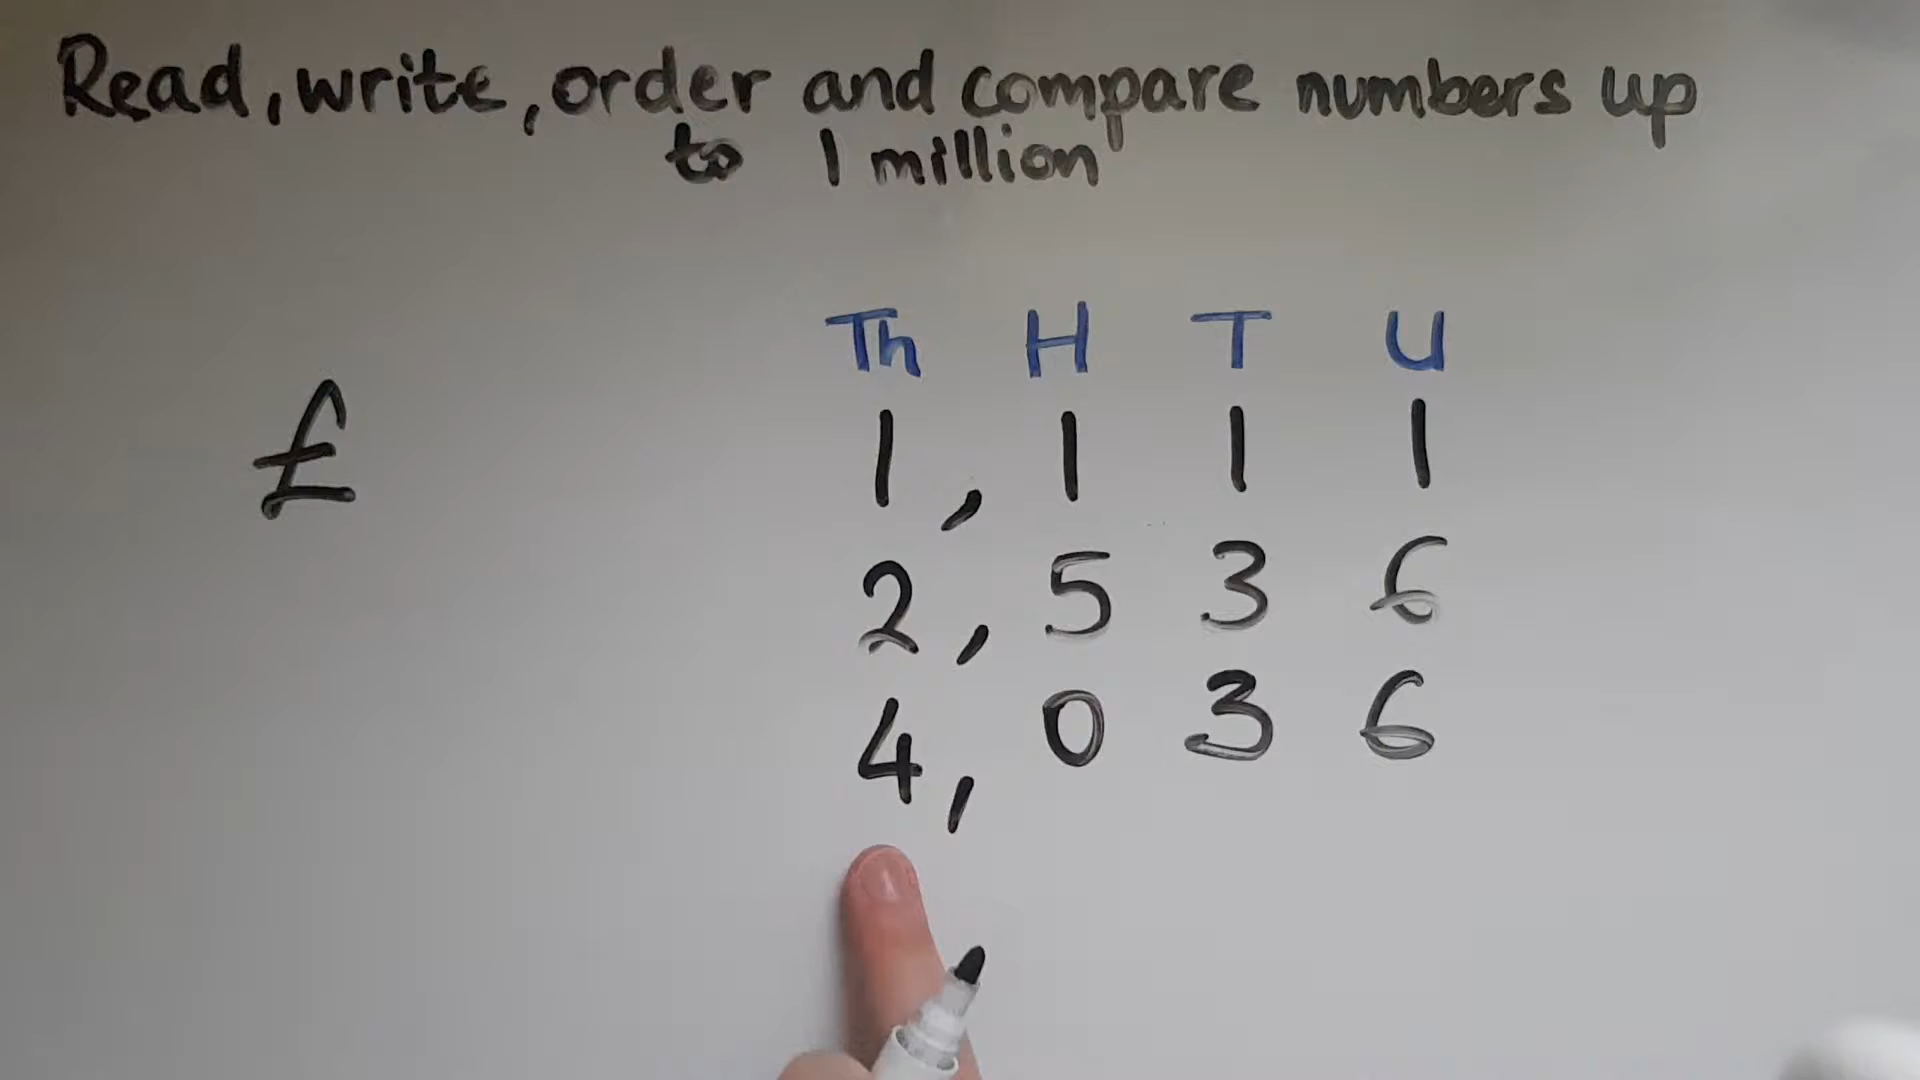 Read, write, order and compare numbers up
to 1 million
Th H T U
£ 1, 1 1 1
2, 5 3 6
4, 0 3 6